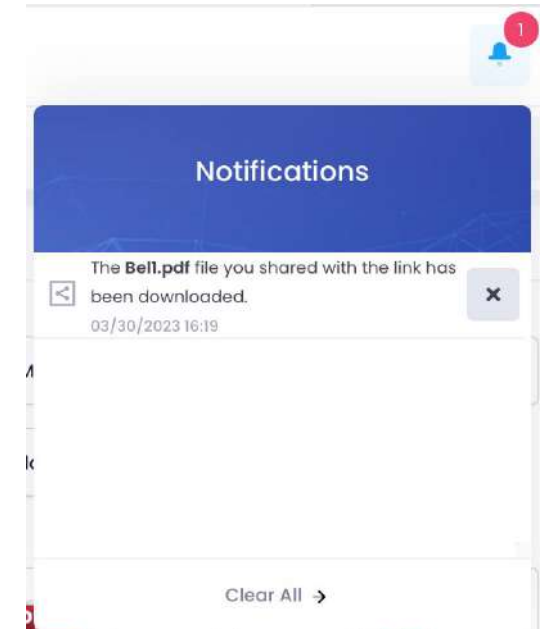 1
Notifications
The Bel1.pdf file you shared with the link has
been downloaded.
03/30/2023 16:19
Clear All